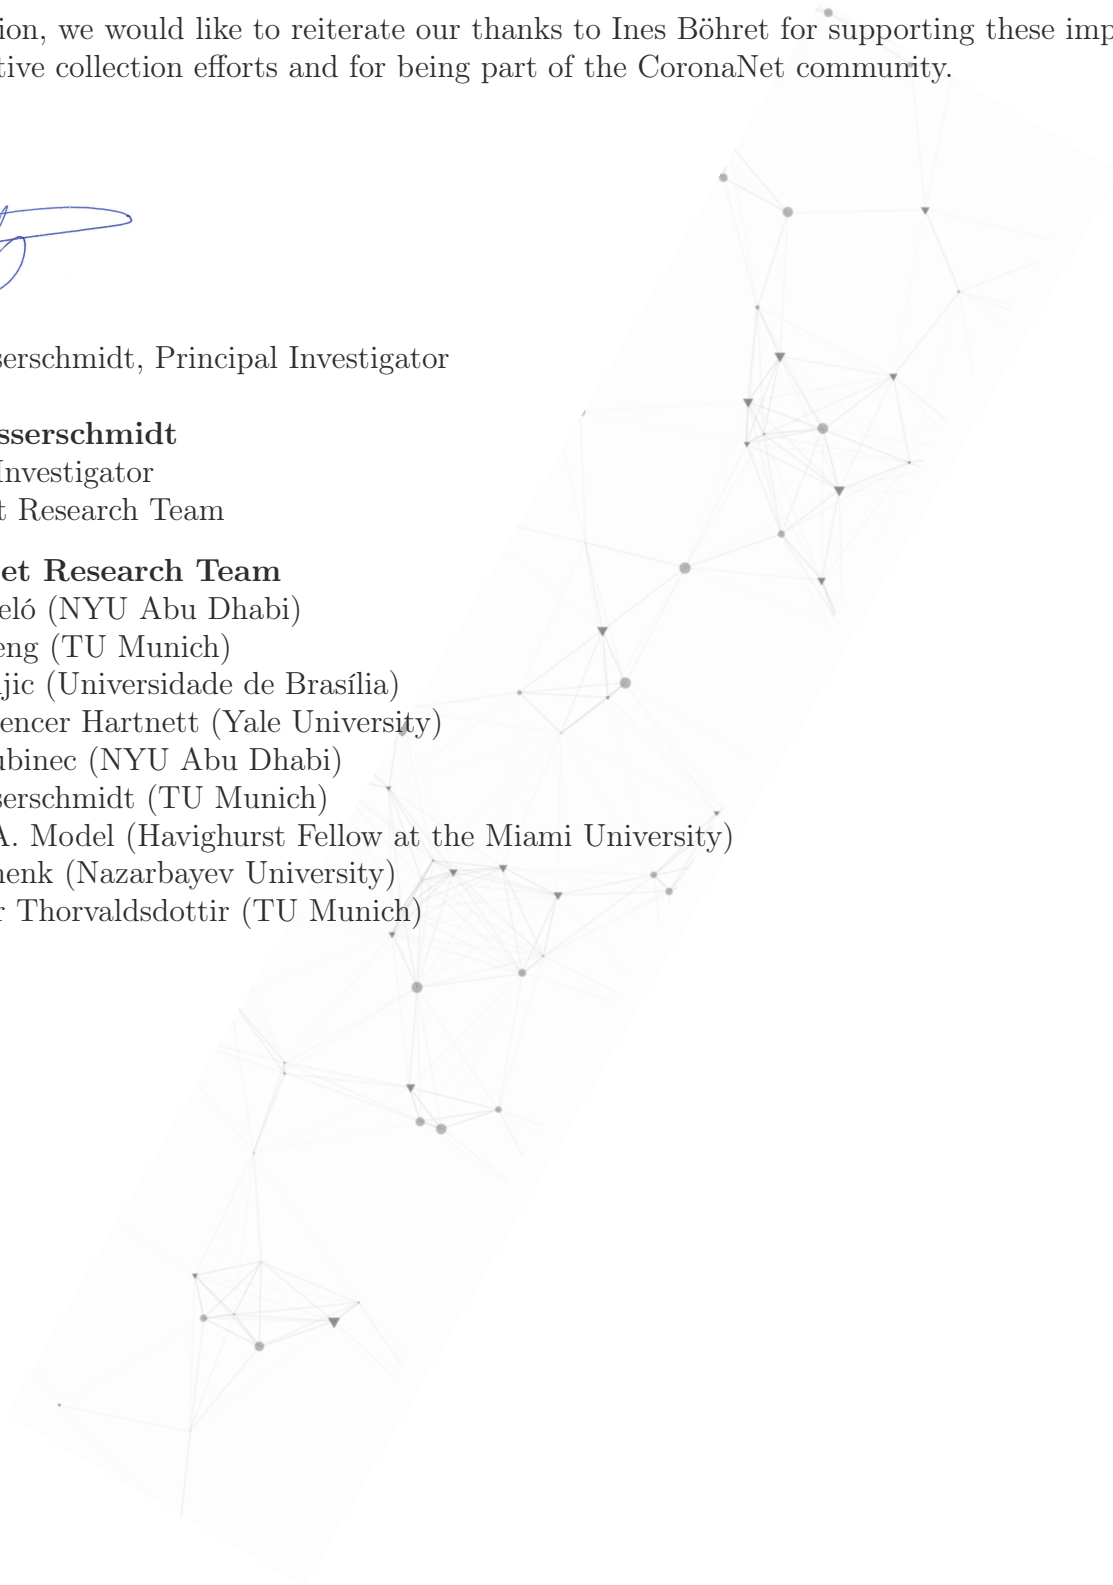 ion, we would like to reiterate our thanks to Ines Böhret for supporting these imp
tive collection efforts and for being part of the CoronaNet community.
serschmidt, Principal Investigator
sserschmidt
Investigator
t Research Team
et Research Team
eló (NYU Abu Dhabi)
eng (TU Munich)
jic (Universidade de Brasília)
encer Hartnett (Yale University)
ubinec (NYU Abu Dhabi)
serschmidt (TU Munich)
A. Model (Havighurst Fellow at the Miami University)
henk (Nazarbayev University)
r Thorvaldsdottir (TU Munich)